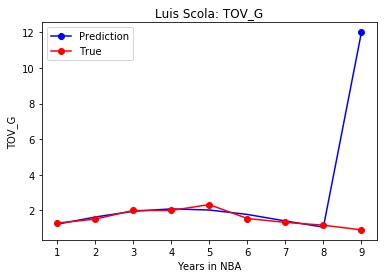 Luis Scola: TOV_G
Prediction
True
12
10
8
6
4
2
TOV_G
1 2 3 4 5 6 7 8 9
Years in NBA